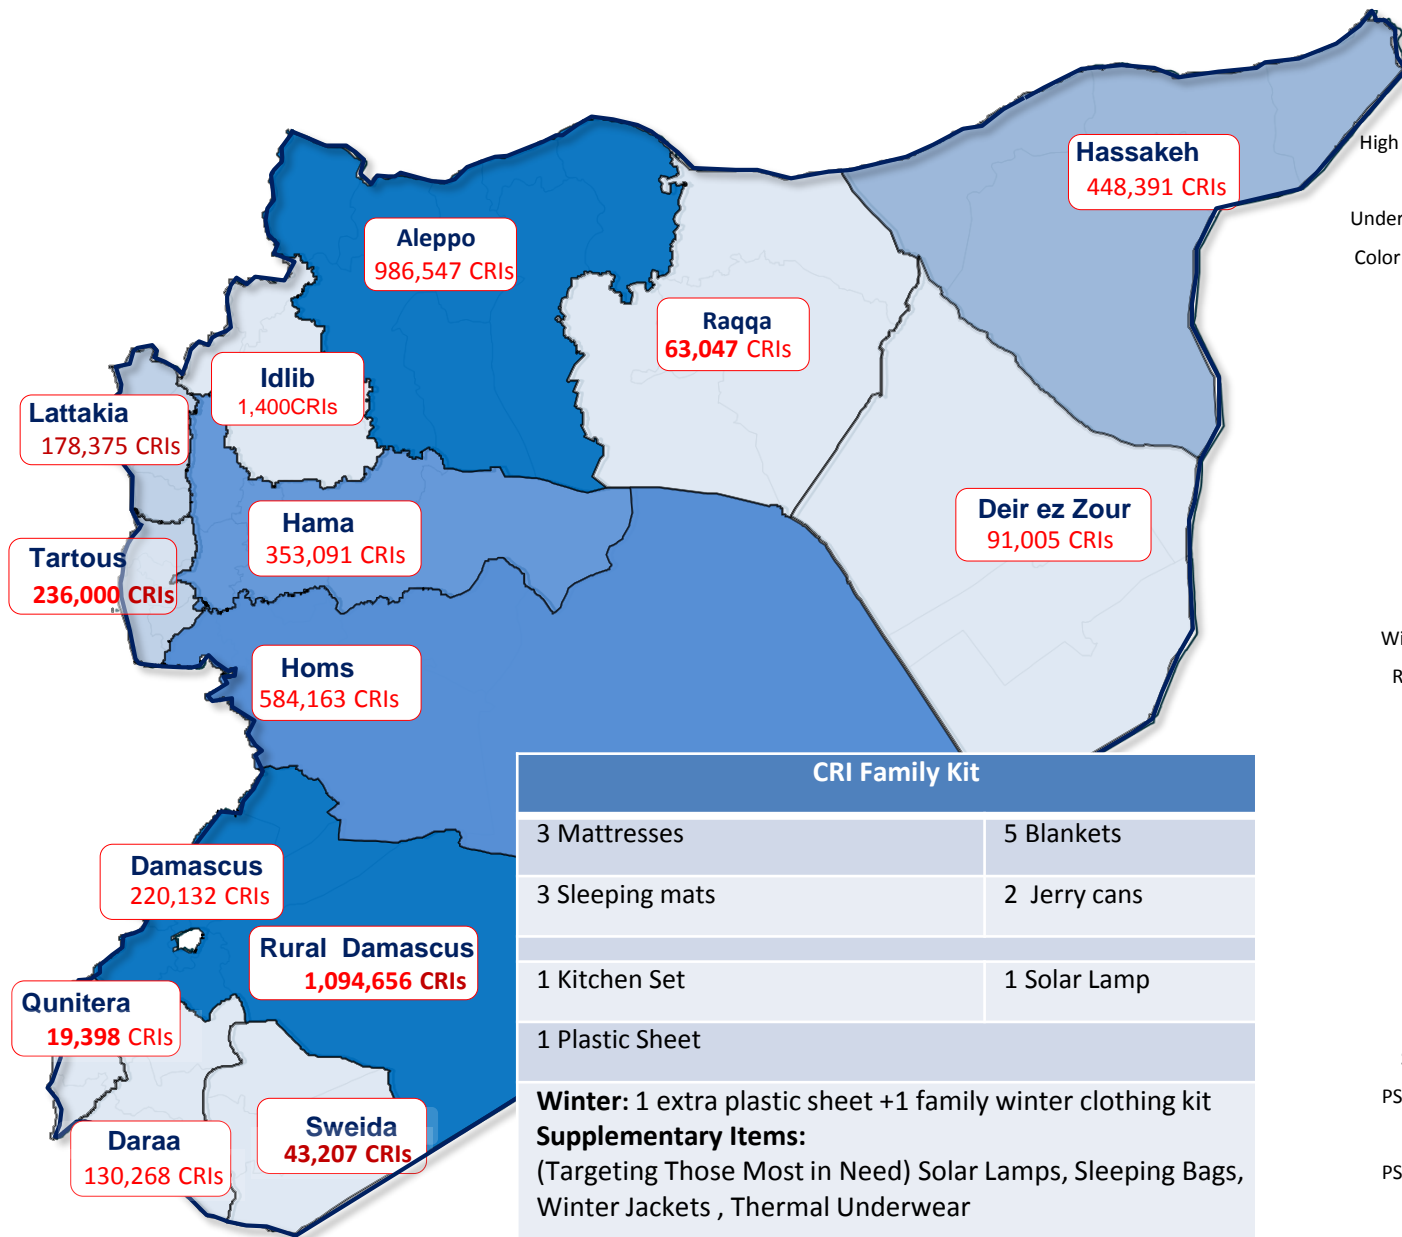 High
Hassakeh
448,391 CRIs
Under
Aleppo
986,547 CRIs
Color
Raqqa
63,047 CRIs
Idlib
1,400CRIs
Lattakia
178,375 CRIs
Deir ez Zour
91,005 CRIs
Hama
353,091 CRIs
Tartous
236,000 CRIs
Wi
R
Homs
584,163 CRIs
CRI Family Kit
3 Mattresses
5 Blankets
3 Sleeping mats
2 Jerry cans
1 Kitchen Set
1 Solar Lamp
1 Plastic Sheet
Winter: 1 extra plastic sheet +1 family winter clothing kit
Supplementary Items:
(Targeting Those Most in Need) Solar Lamps, Sleeping Bags,
Winter Jackets , Thermal Underwear
Damascus
220,132 CRIs
Rural Damascus
1,094,656 CRIs
Qunitera
19,398 CRIs
Daraa
130,268 CRIs
Sweida
43,207 CRIs
PS
PS